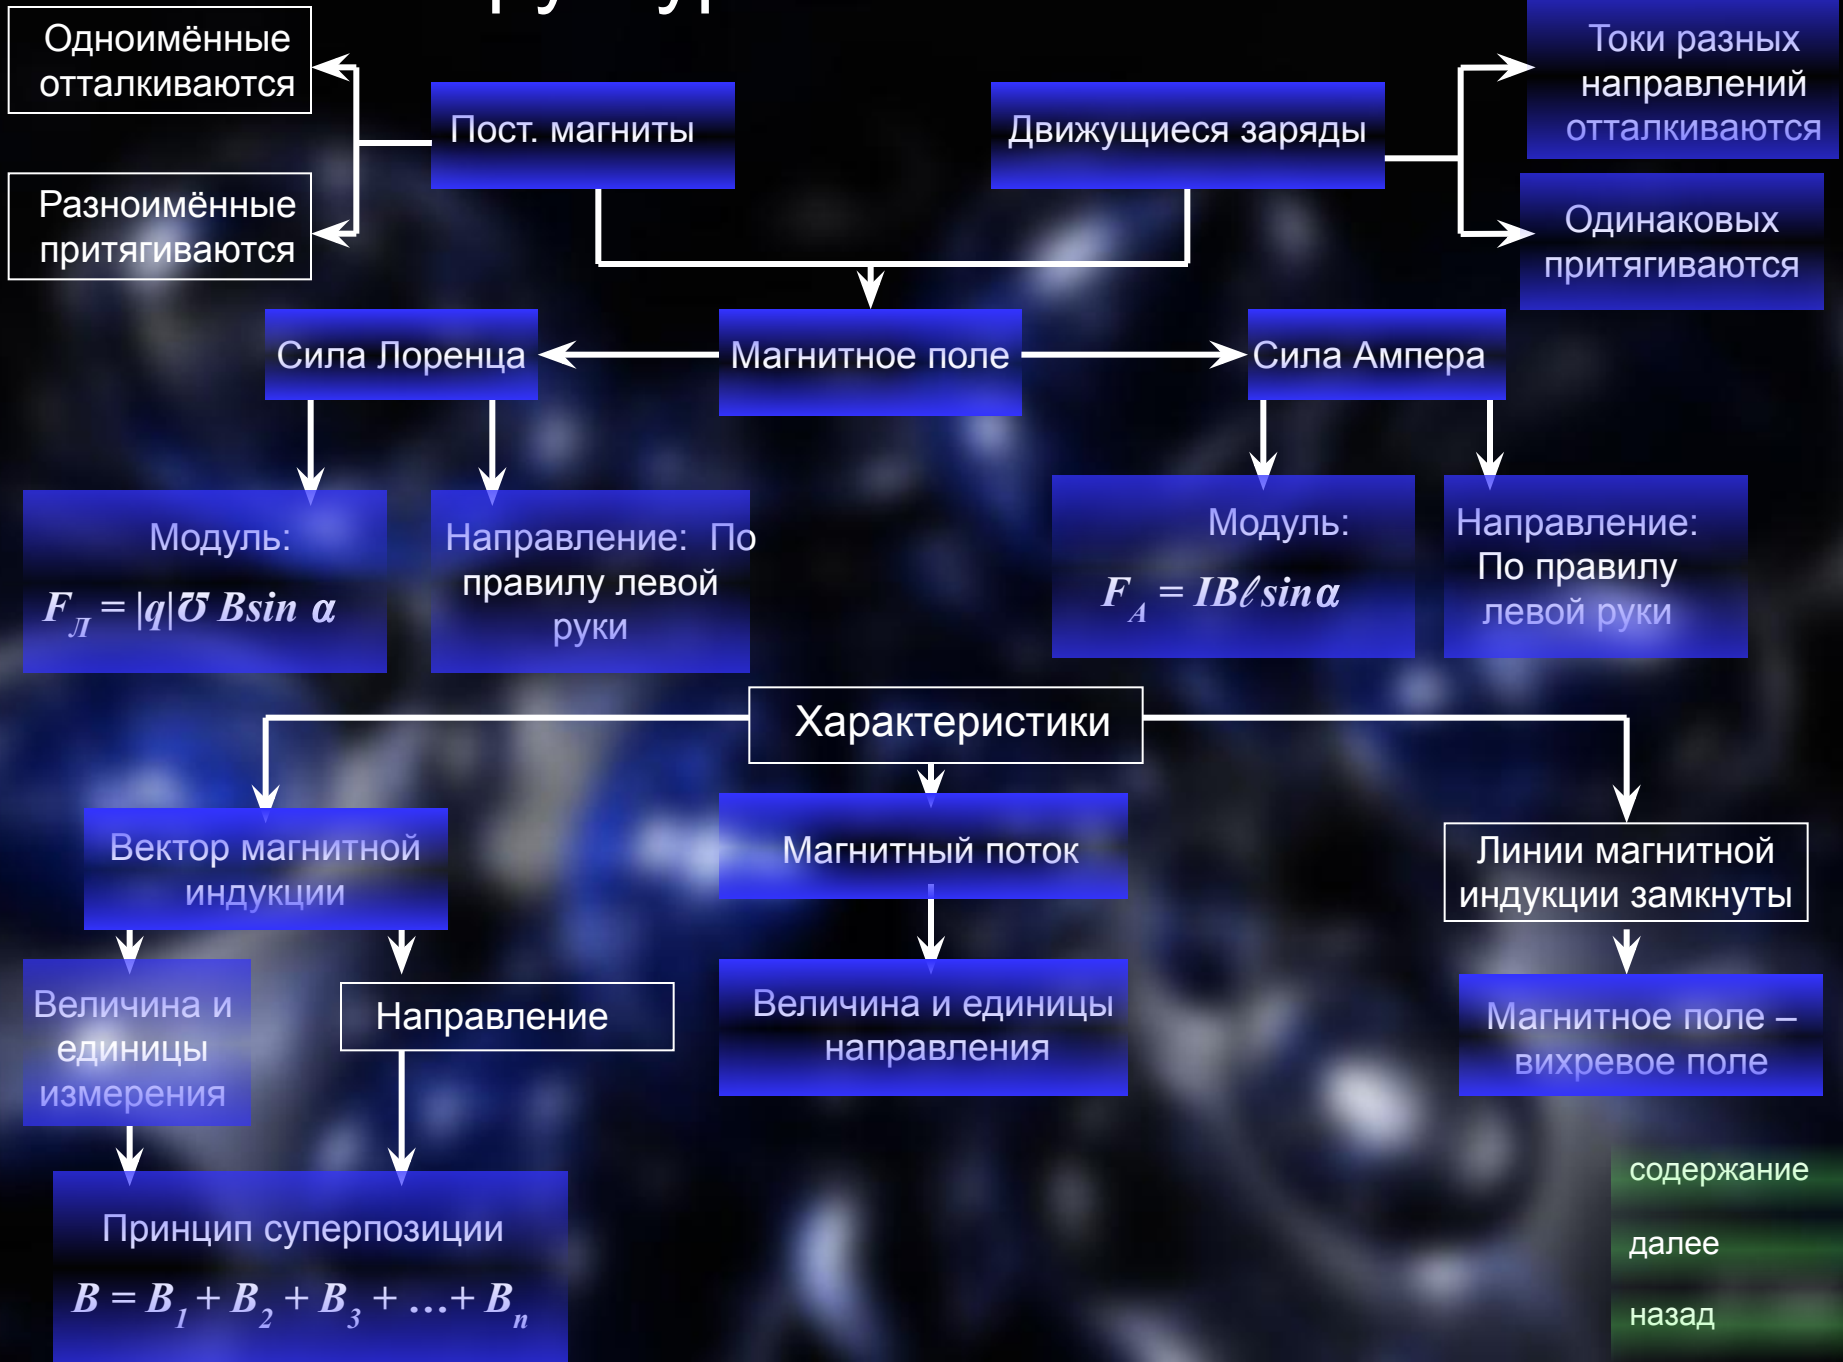 Одноимённые
отталкиваются
Пост. магниты
Движущиеся заряды
Токи разных
направлений
отталкиваются
Разноимённые
притягиваются
Одинаковых
притягиваются
Сила Лоренца
Магнитное поле
Сила Ампера
Модуль:
F_Л = |q|Ʊ Bsin α
Направление: По
правилу левой
руки
Модуль:
F_A = IBℓsinα
Направление:
По правилу
левой руки
Характеристики
Вектор магнитной
индукции
Магнитный поток
Линии магнитной
индукции замкнуты
Величина и
единицы
измерения
Направление
Величина и единицы
направления
Магнитное поле –
вихревое поле
Принцип суперпозиции
B = B_1 + B_2 + B_3 + …+ B_n
содержание
далее
назад